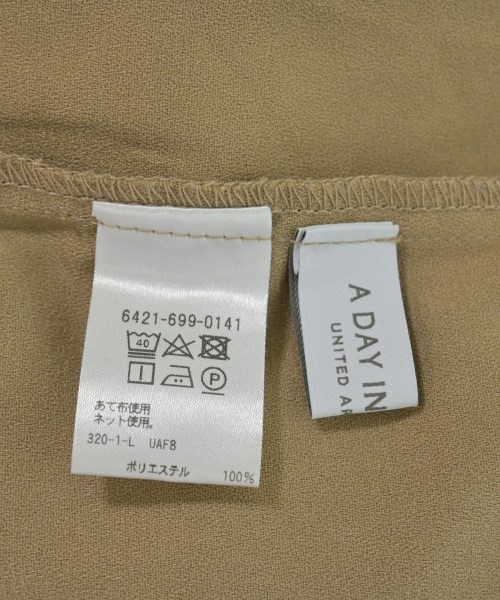 6421-699-0141
40
P
あて布使用
ネット使用。
320-1-L UAF8
ポリエステル 100%
A DAY IN
UNITED A